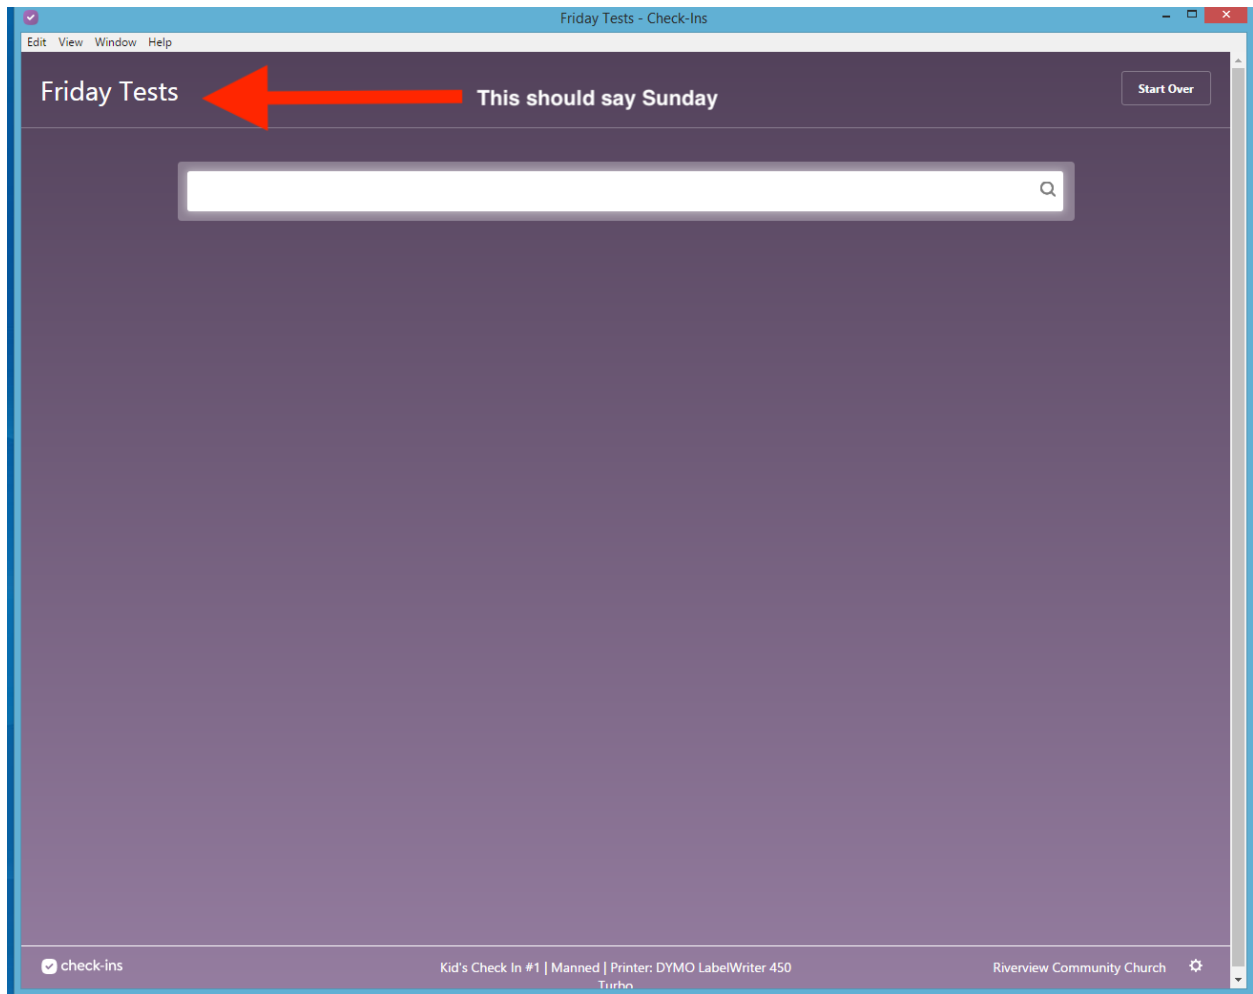 Friday Tests - Check-Ins
Edit View Window Help
Friday Tests
This should say Sunday
Start Over
check-ins
Kid's Check In #1 | Manned | Printer: DYMO LabelWriter 450
Turbo
Riverview Community Church